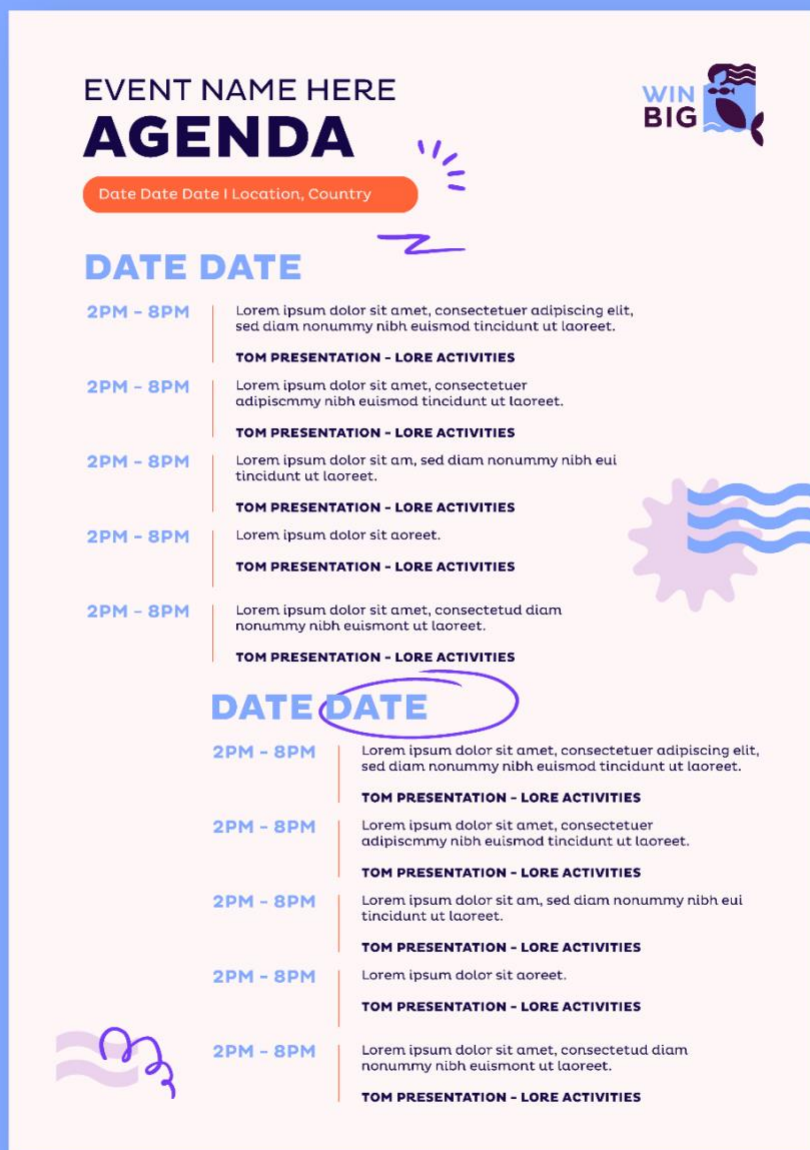 EVENT NAME HERE
AGENDA
WIN
BIG
Date Date Date I Location, Country
DATE DATE
2PM - 8PM
Lorem ipsum dolor sit amet, consectetuer adipiscing elit,
sed diam nonummy nibh euismod tincidunt ut laoreet.
TOM PRESENTATION - LORE ACTIVITIES
2PM - 8PM
Lorem ipsum dolor sit amet, consectetuer
adipiscmmy nibh euismod tincidunt ut laoreet.
TOM PRESENTATION - LORE ACTIVITIES
2PM - 8PM
Lorem ipsum dolor sit am, sed diam nonummy nibh eui
tincidunt ut laoreet.
TOM PRESENTATION - LORE ACTIVITIES
2PM - 8PM
Lorem ipsum dolor sit aoreet.
TOM PRESENTATION - LORE ACTIVITIES
2PM - 8PM
Lorem ipsum dolor sit amet, consectetud diam
nonummy nibh euismont ut laoreet.
TOM PRESENTATION - LORE ACTIVITIES
DATE DATE
2PM - 8PM
Lorem ipsum dolor sit amet, consectetuer adipiscing elit,
sed diam nonummy nibh euismod tincidunt ut laoreet.
TOM PRESENTATION - LORE ACTIVITIES
2PM - 8PM
Lorem ipsum dolor sit amet, consectetuer
adipiscmmy nibh euismod tincidunt ut laoreet.
TOM PRESENTATION - LORE ACTIVITIES
2PM - 8PM
Lorem ipsum dolor sit am, sed diam nonummy nibh eui
tincidunt ut laoreet.
TOM PRESENTATION - LORE ACTIVITIES
2PM - 8PM
Lorem ipsum dolor sit aoreet.
TOM PRESENTATION - LORE ACTIVITIES
2PM - 8PM
Lorem ipsum dolor sit amet, consectetud diam
nonummy nibh euismont ut laoreet.
TOM PRESENTATION - LORE ACTIVITIES